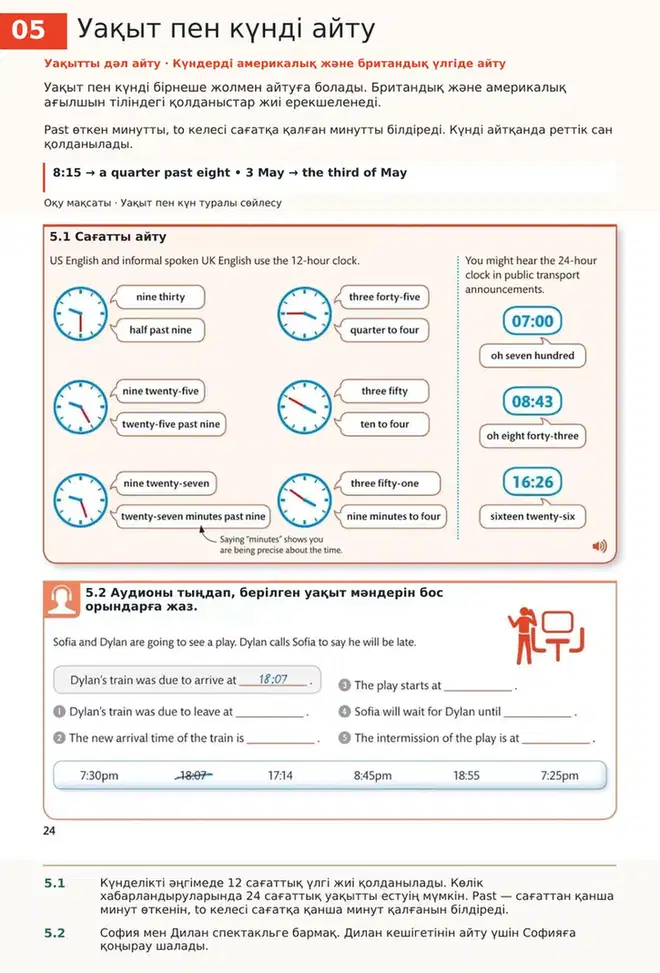 05
Уақыт пен күнді айту
Уақытты дәл айту · Күндерді америкалық және британдық үлгіде айту
Уақыт пен күнді бірнеше жолмен айтуға болады. Британдық және америкалық
ағылшын тіліндегі қолданыстар жиі ерекшеленеді.
Past өткен минутты, to келесі сағатқа қалған минутты білдіреді. Күнді айтқанда реттік сан
қолданылады.
8:15 → a quarter past eight • 3 May → the third of May
Оқу мақсаты · Уақыт пен күн туралы сөйлесу
5.1 Сағатты айту
US English and informal spoken UK English use the 12-hour clock.
nine thirty
half past nine
three forty-five
quarter to four
nine twenty-five
twenty-five past nine
three fifty
ten to four
nine twenty-seven
twenty-seven minutes past nine
three fifty-one
nine minutes to four
Saying "minutes" shows you
are being precise about the time.
You might hear the 24-hour
clock in public transport
announcements.
07:00
oh seven hundred
08:43
oh eight forty-three
16:26
sixteen twenty-six
5.2 Аудионы тыңдап, берілген уақыт мәндерін бос
орындарға жаз.
Sofia and Dylan are going to see a play. Dylan calls Sofia to say he will be late.
Dylan's train was due to arrive at 18:07 .
1 Dylan's train was due to leave at ___________ .
2 The new arrival time of the train is ___________ .
3 The play starts at ___________ .
4 Sofia will wait for Dylan until ___________ .
5 The intermission of the play is at ___________ .
7:30pm 18:07 17:14 8:45pm 18:55 7:25pm
24
5.1 Күнделікті әңгімеде 12 сағаттық үлгі жиі қолданылады. Көлік
хабарландыруларында 24 сағаттық уақытты естуің мүмкін. Past — сағаттан қанша
минут өткенін, to келесі сағатқа қанша минут қалғанын білдіреді.
5.2 София мен Дилан спектакльге бармақ. Дилан кешігетінін айту үшін Софияға
қоңырау шалады.